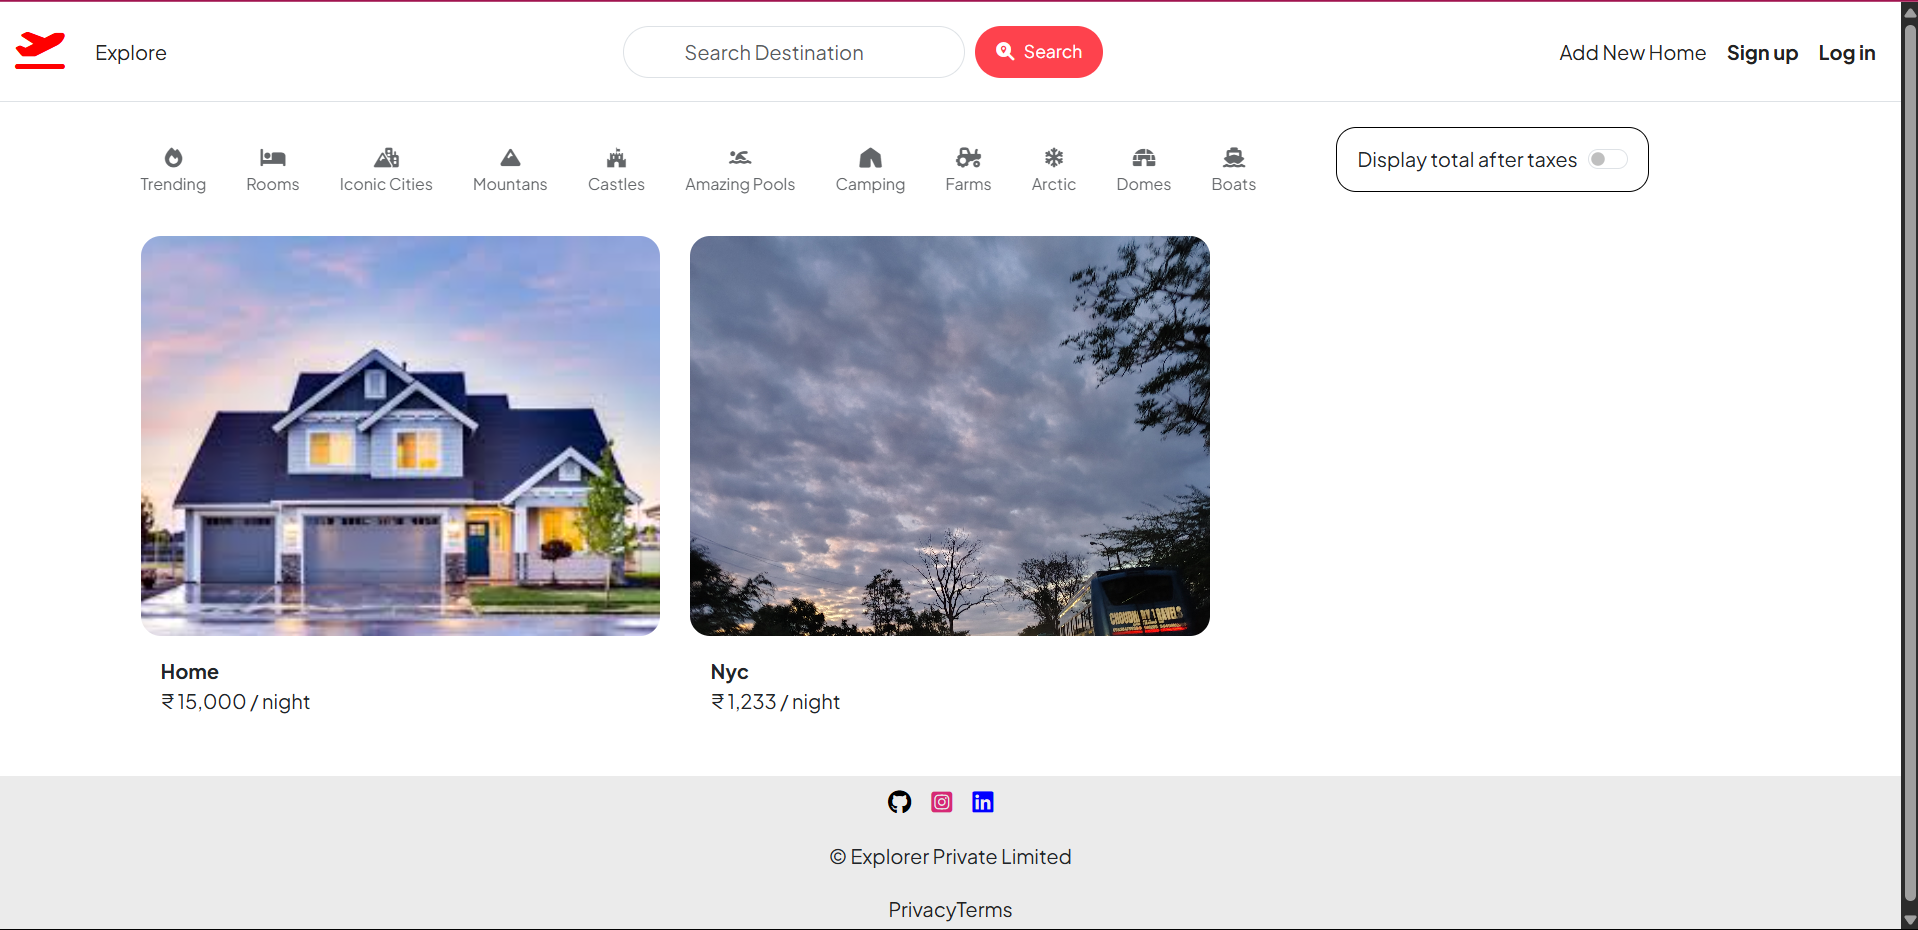 Explore
Search Destination
Search
Add New Home
Sign up
Log in
Trending
Rooms
Iconic Cities
Mountans
Castles
Amazing Pools
Camping
Farms
Arctic
Domes
Boats
Display total after taxes
Home
₹ 15,000 / night
Nyc
₹ 1,233 / night
© Explorer Private Limited
PrivacyTerms